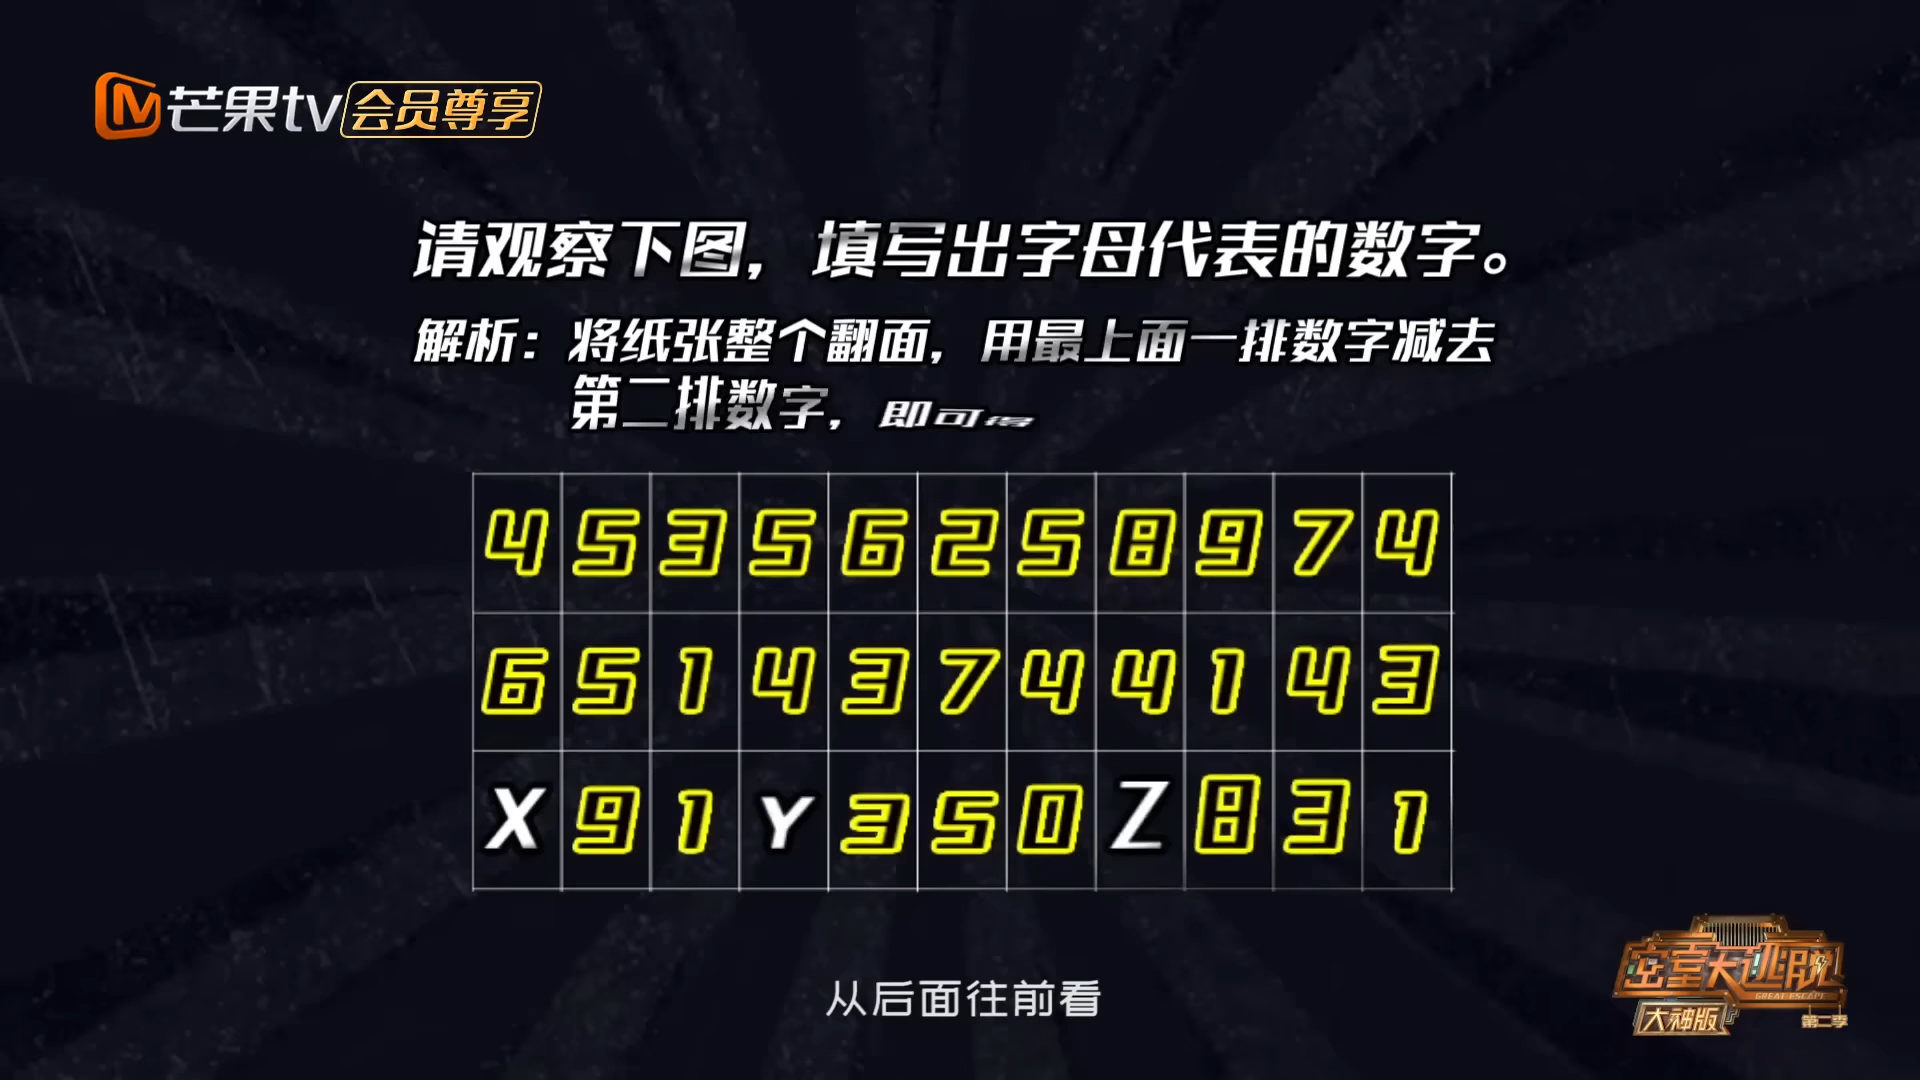 芒果tv会员尊享
请观察下图，填写出字母代表的数字。
解析：将纸张整个翻面，用最上面一排数字减去
第二排数字，即可得
4 5 3 5 6 2 5 8 9 7 4
6 5 1 4 3 7 4 4 1 4 3
X 9 1 Y 3 5 0 Z 8 3 1
从后面往前看
密室大逃脱
GREAT ESCAPE
大神版
第二季